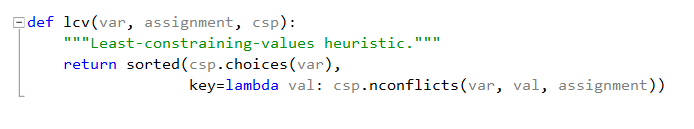 def lcv(var, assignment, csp):
    """Least-constraining-values heuristic."""
    return sorted(csp.choices(var),
                  key=lambda val: csp.nconflicts(var, val, assignment))